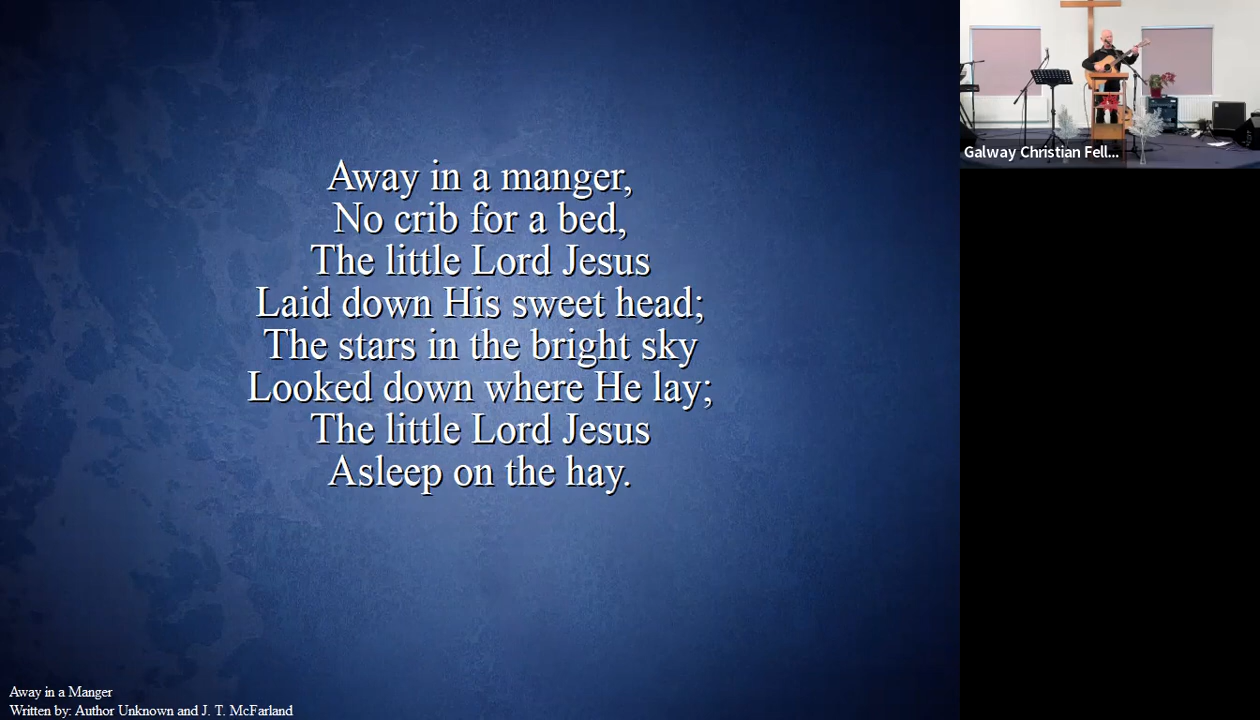 Away in a manger,
No crib for a bed,
The little Lord Jesus
Laid down His sweet head;
The stars in the bright sky
Looked down where He lay;
The little Lord Jesus
Asleep on the hay.
Away in a Manger
Written by: Author Unknown and J. T. McFarland
Galway Christian Fell...